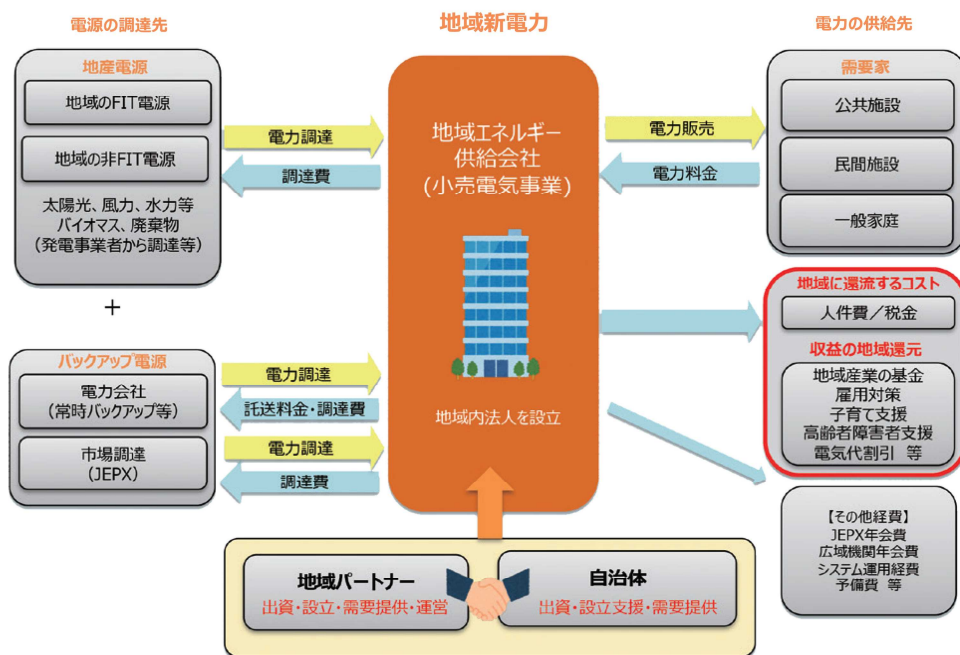 電源の調達先
地産電源
地域のFIT電源
地域の非FIT電源
太陽光、風力、水力等
バイオマス、廃棄物
(発電事業者から調達等)
+
バックアップ電源
電力会社
(常時バックアップ等)
市場調達
(JEPX)
電力調達
調達費
電力調達
託送料金・調達費
電力調達
調達費
地域新電力
地域エネルギー
供給会社
(小売電気事業)
地域内法人を設立
地域パートナー
出資・設立・需要提供・運営
自治体
出資・設立支援・需要提供
電力販売
電力料金
電力の供給先
需要家
公共施設
民間施設
一般家庭
地域に還流するコスト
人件費／税金
収益の地域還元
地域産業の基金
雇用対策
子育て支援
高齢者障害者支援
電気代割引 等
【その他経費】
JEPX年会費
広域機関年会費
システム運用経費
予備費 等